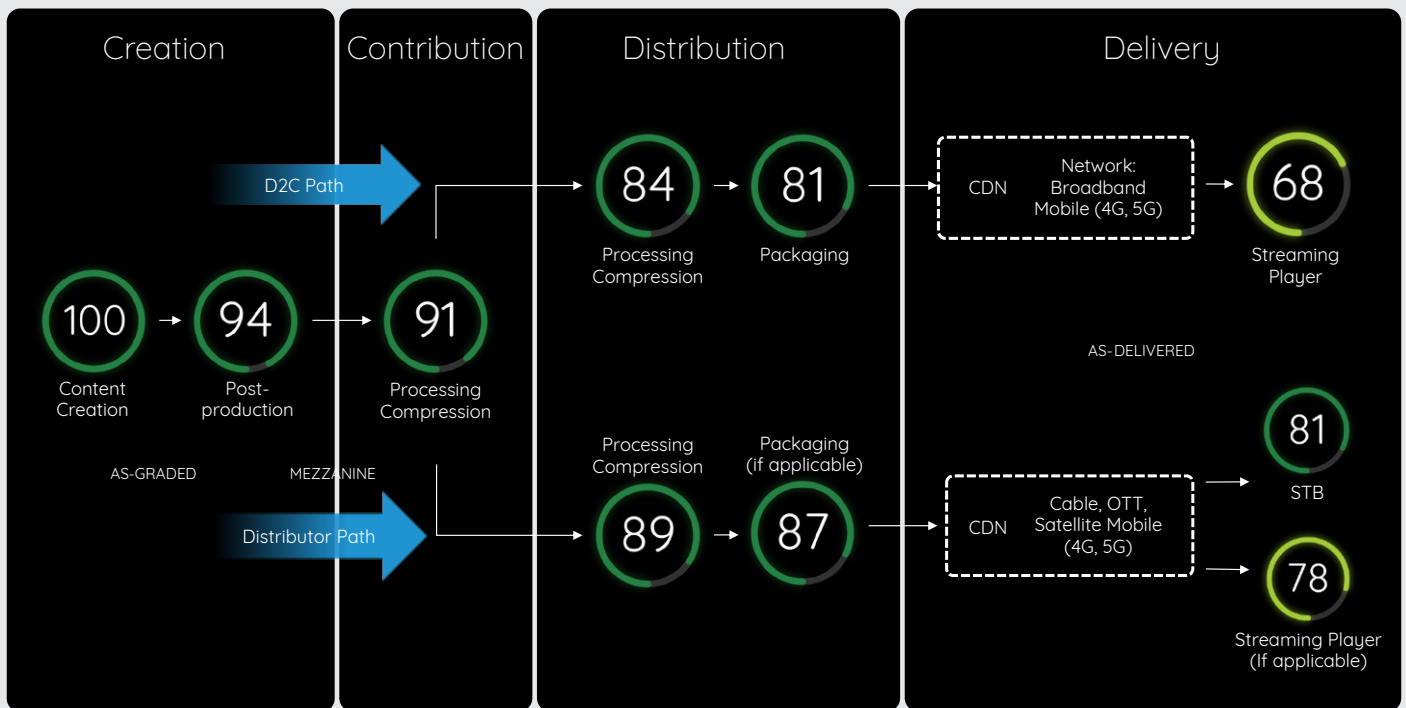 Creation
Contribution
Distribution
Delivery
D2C Path
100
Content
Creation
94
Post-
production
91
Processing
Compression
AS-GRADED
MEZZANINE
Distributor Path
84
Processing
Compression
81
Packaging
CDN
Network:
Broadband
Mobile (4G, 5G)
68
Streaming
Player
AS-DELIVERED
Processing
Compression
89
Packaging
(if applicable)
87
CDN
Cable, OTT,
Satellite Mobile
(4G, 5G)
81
STB
78
Streaming Player
(If applicable)